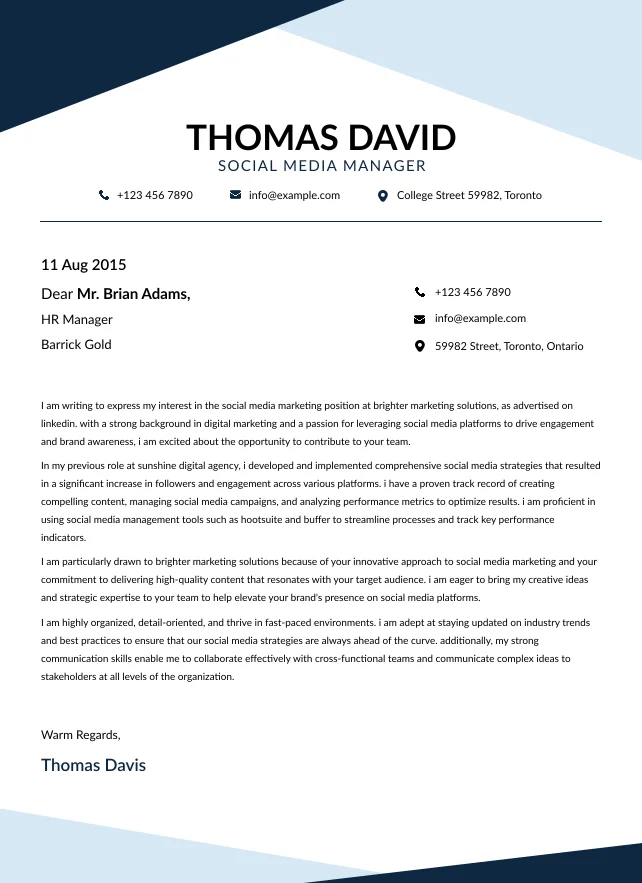 THOMAS DAVID
SOCIAL MEDIA MANAGER
+123 456 7890 info@example.com College Street 59982, Toronto
11 Aug 2015
Dear Mr. Brian Adams,
HR Manager
Barrick Gold
+123 456 7890
info@example.com
59982 Street, Toronto, Ontario
I am writing to express my interest in the social media marketing position at brighter marketing solutions, as advertised on
linkedin. with a strong background in digital marketing and a passion for leveraging social media platforms to drive engagement
and brand awareness, i am excited about the opportunity to contribute to your team.
In my previous role at sunshine digital agency, i developed and implemented comprehensive social media strategies that resulted
in a significant increase in followers and engagement across various platforms. i have a proven track record of creating
compelling content, managing social media campaigns, and analyzing performance metrics to optimize results. i am proficient in
using social media management tools such as hootsuite and buffer to streamline processes and track key performance
indicators.
I am particularly drawn to brighter marketing solutions because of your innovative approach to social media marketing and your
commitment to delivering high-quality content that resonates with your target audience. i am eager to bring my creative ideas
and strategic expertise to your team to help elevate your brand's presence on social media platforms.
I am highly organized, detail-oriented, and thrive in fast-paced environments. i am adept at staying updated on industry trends
and best practices to ensure that our social media strategies are always ahead of the curve. additionally, my strong
communication skills enable me to collaborate effectively with cross-functional teams and communicate complex ideas to
stakeholders at all levels of the organization.
Warm Regards,
Thomas Davis